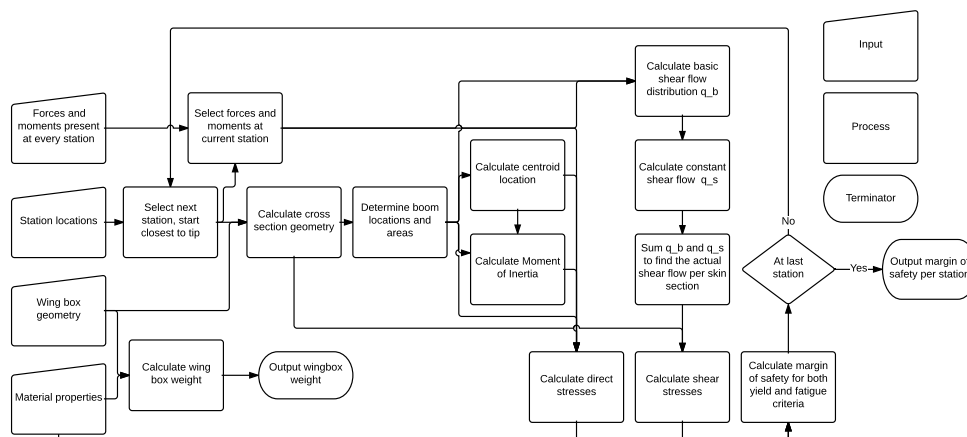 Forces and
moments present
at every station
Select forces and
moments at
current station
Calculate basic
shear flow
distribution q_b
Input
Process
Calculate centroid
location
Calculate constant
shear flow q_s
Terminator
Station locations
Select next
station, start
closest to tip
Calculate cross
section geometry
Determine boom
locations and
areas
No
Calculate Moment
of Inertia
Sum q_b and q_s
to find the actual
shear flow per skin
section
At last
station
Yes
Output margin of
safety per station
Wing box
geometry
Calculate wing
box weight
Output wingbox
weight
Calculate direct
stresses
Calculate shear
stresses
Calculate margin
of safety for both
yield and fatigue
criteria
Material properties